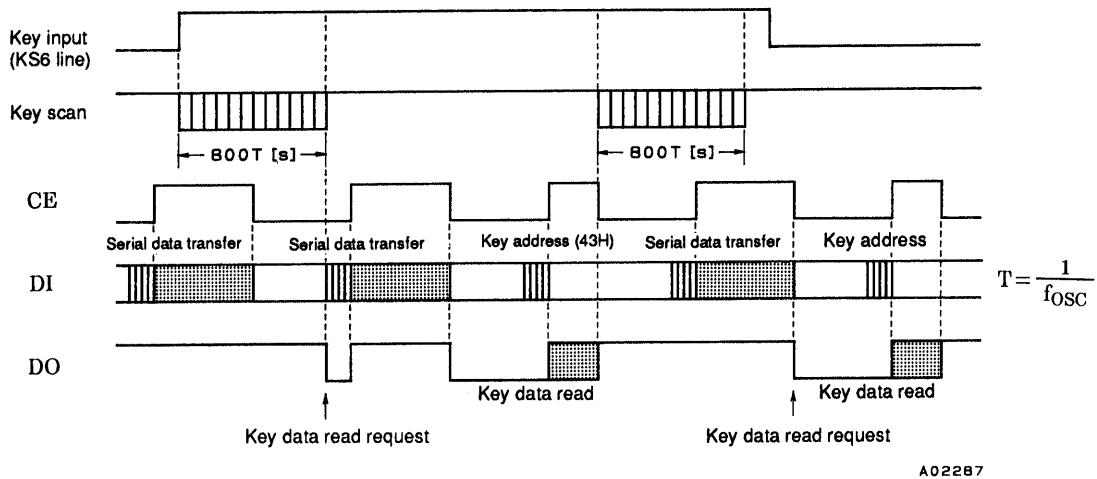 Key input
(KS6 line)
Key scan
800T [s]
800T [s]
CE
Serial data transfer
Serial data transfer
Key address (43H)
Serial data transfer
Key address
DI
T = 1/fOSC
DO
Key data read
Key data read
Key data read request
Key data read request
A02287